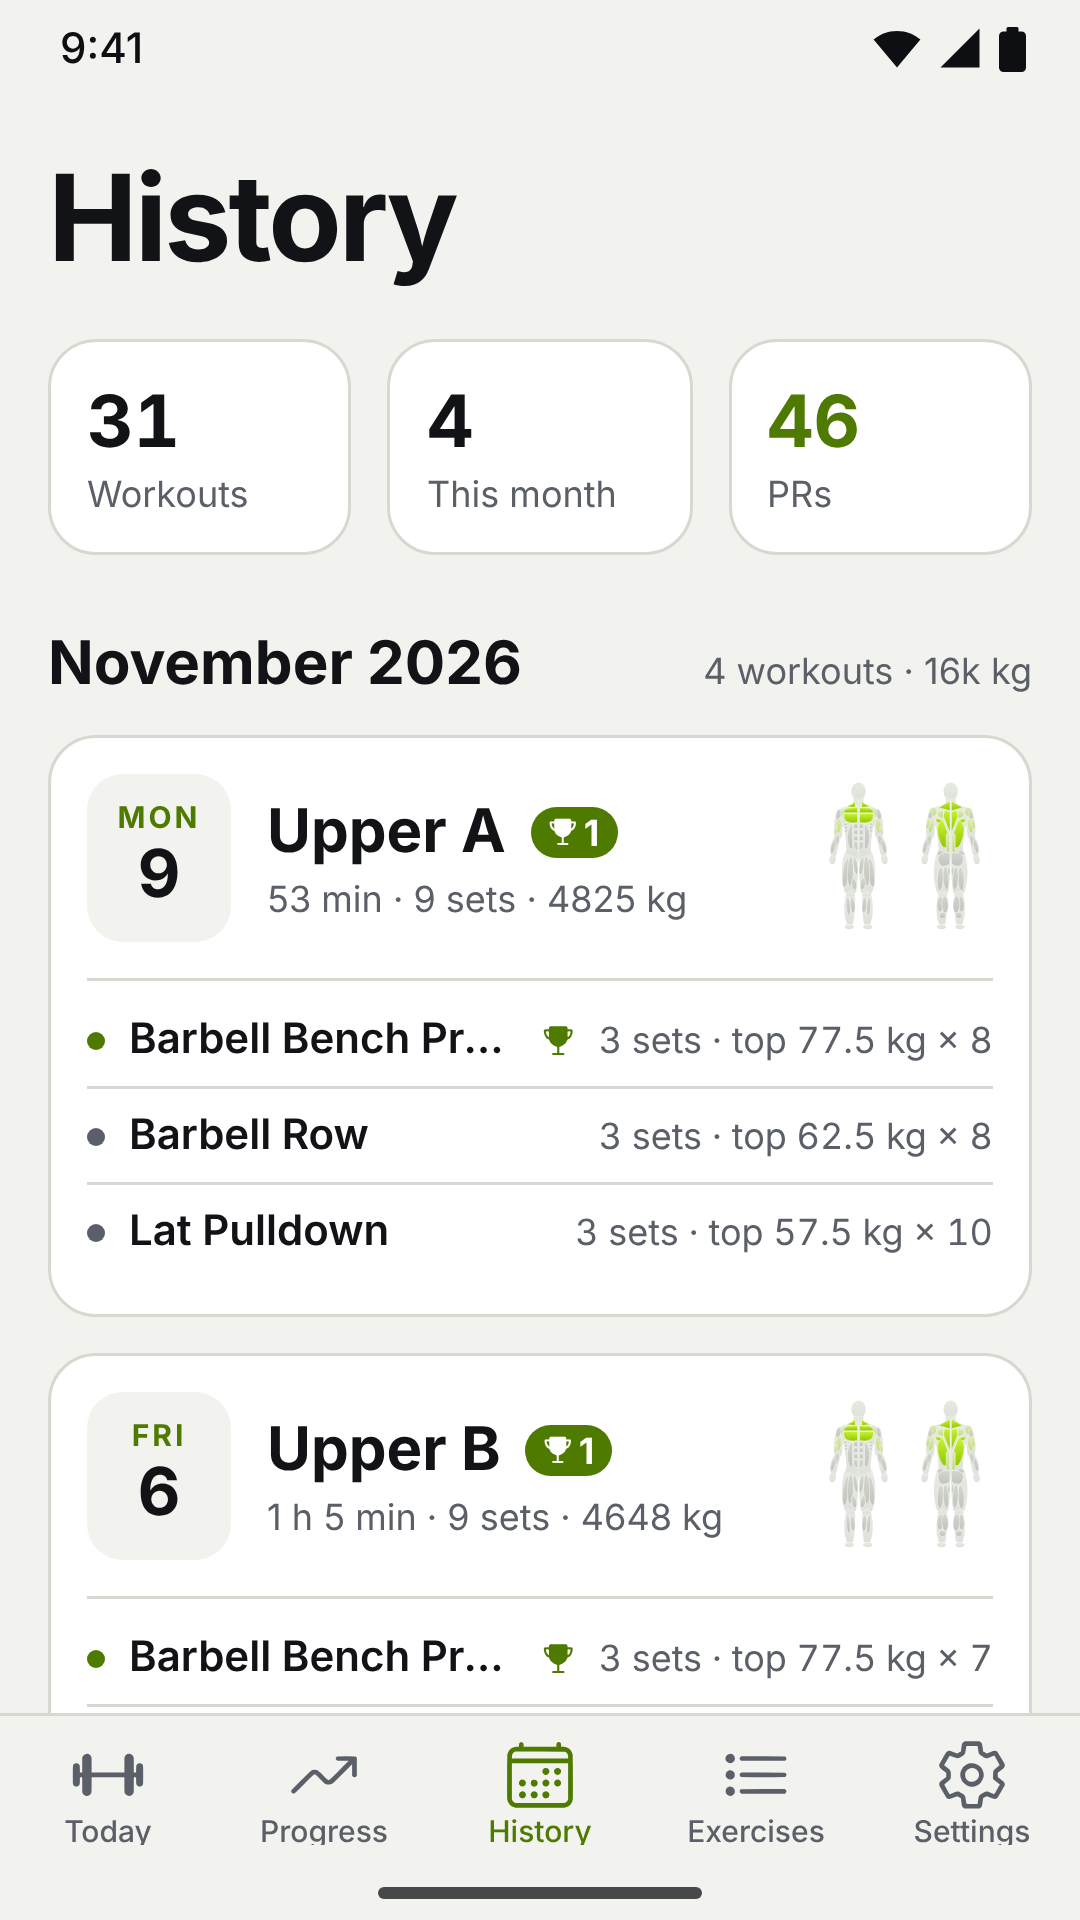 9:41
History
31
Workouts
4
This month
46
PRs
November 2026
4 workouts · 16k kg
MON
9
Upper A
1
53 min · 9 sets · 4825 kg
Barbell Bench Pr...
3 sets · top 77.5 kg × 8
Barbell Row
3 sets · top 62.5 kg × 8
Lat Pulldown
3 sets · top 57.5 kg × 10
FRI
6
Upper B
1
1 h 5 min · 9 sets · 4648 kg
Barbell Bench Pr...
3 sets · top 77.5 kg × 7
Today
Progress
History
Exercises
Settings